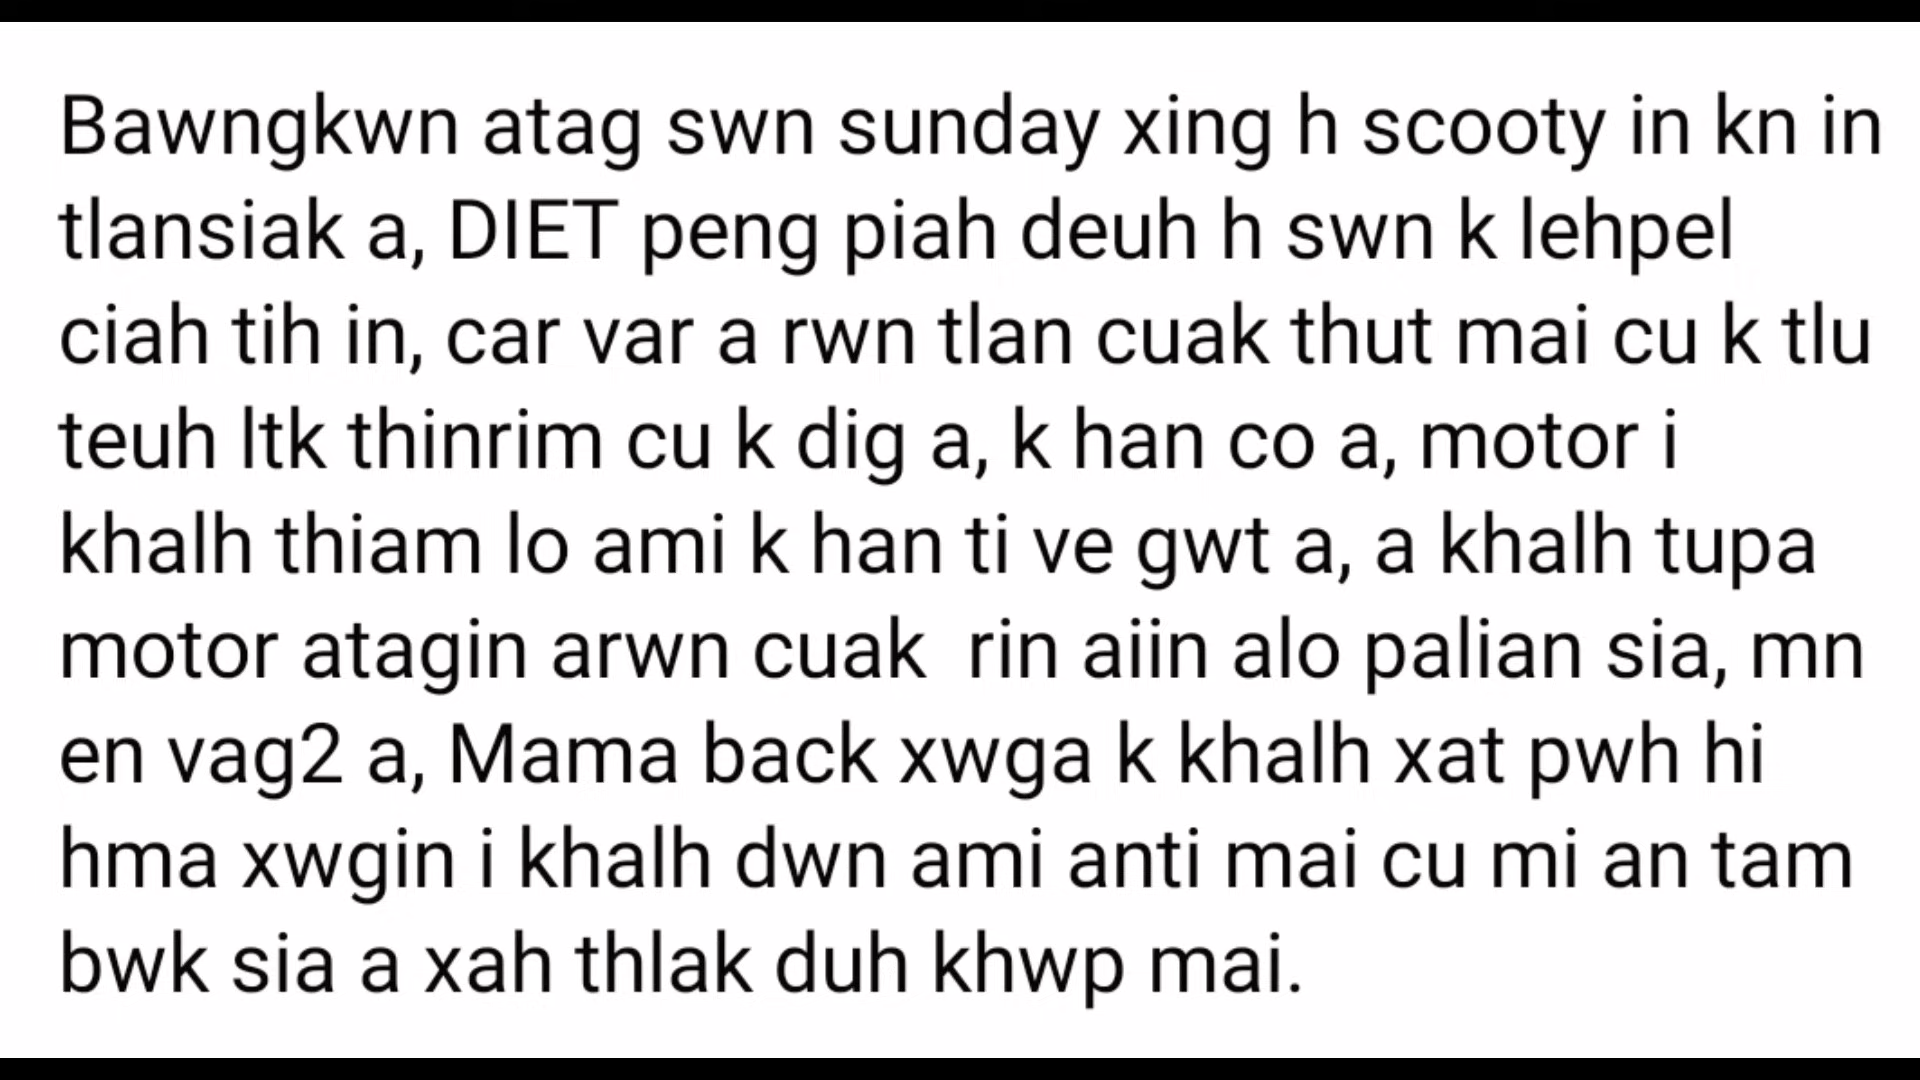 Bawngkwn atag swn sunday xing h scooty in kn in
tlansiak a, DIET peng piah deuh h swn k lehpel
ciah tih in, car var a rwn tlan cuak thut mai cu k tlu
teuh ltk thinrim cu k dig a, k han co a, motor i
khalh thiam lo ami k han ti ve gwt a, a khalh tupa
motor atagin arwn cuak  rin aiin alo palian sia, mn
en vag2 a, Mama back xwga k khalh xat pwh hi
hma xwgin i khalh dwn ami anti mai cu mi an tam
bwk sia a xah thlak duh khwp mai.